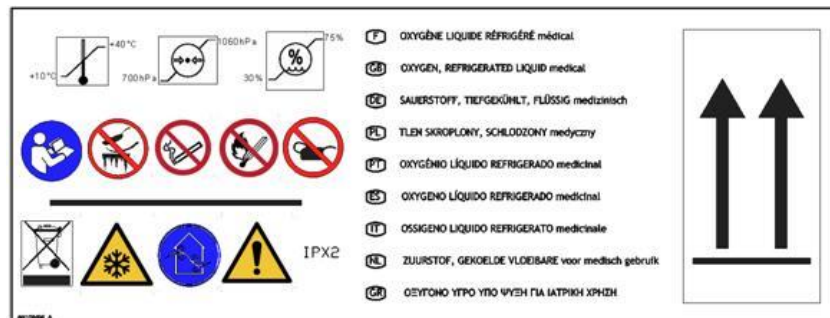 +10°C +40°C
700hPa 1060hPa
30% % 75%
IPX2
F OXYGÈNE LIQUIDE RÉFRIGÉRÉ médical
GB OXYGEN, REFRIGERATED LIQUID medical
DE SAUERSTOFF, TIEFGEKÜHLT, FLÜSSIG medizinisch
PL TLEN SKROPLONY, SCHLODZONY medyczny
PT OXYGÉNIO LÍQUIDO REFRIGERADO medicinal
ES OXYGENO LÍQUIDO REFRIGERADO medicinal
IT OSSIGENO LIQUIDO REFRIGERATO medicinale
NL ZUURSTOF, GEKOELDE VLOEIBARE voor medisch gebruik
GR ΟΞΥΓΟΝΟ ΥΓΡΟ ΥΠΟ ΨΥΞΗ ΓΙΑ ΙΑΤΡΙΚΗ ΧΡΗΣΗ